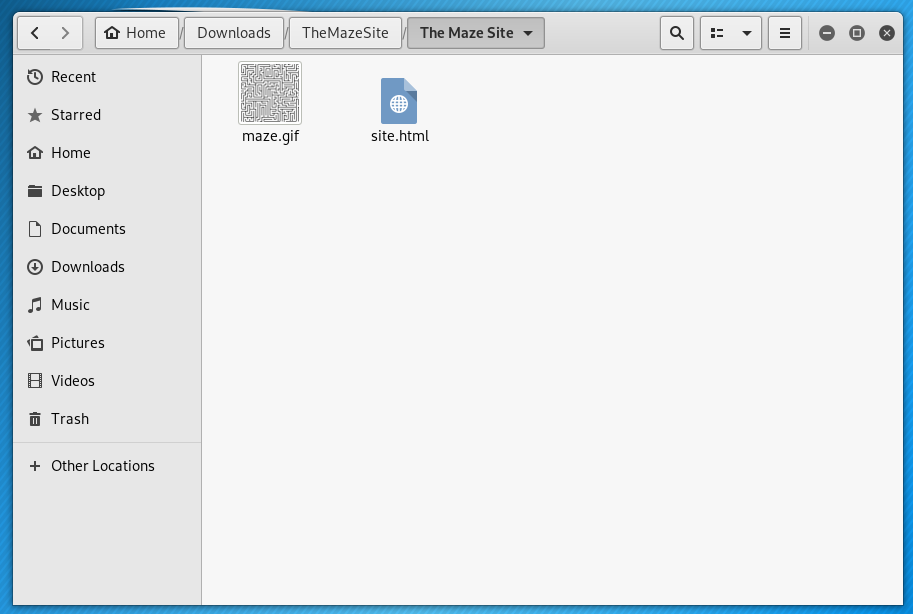 Home / Downloads / TheMazeSite / The Maze Site
Recent
Starred
Home
Desktop
Documents
Downloads
Music
Pictures
Videos
Trash
Other Locations
maze.gif
site.html